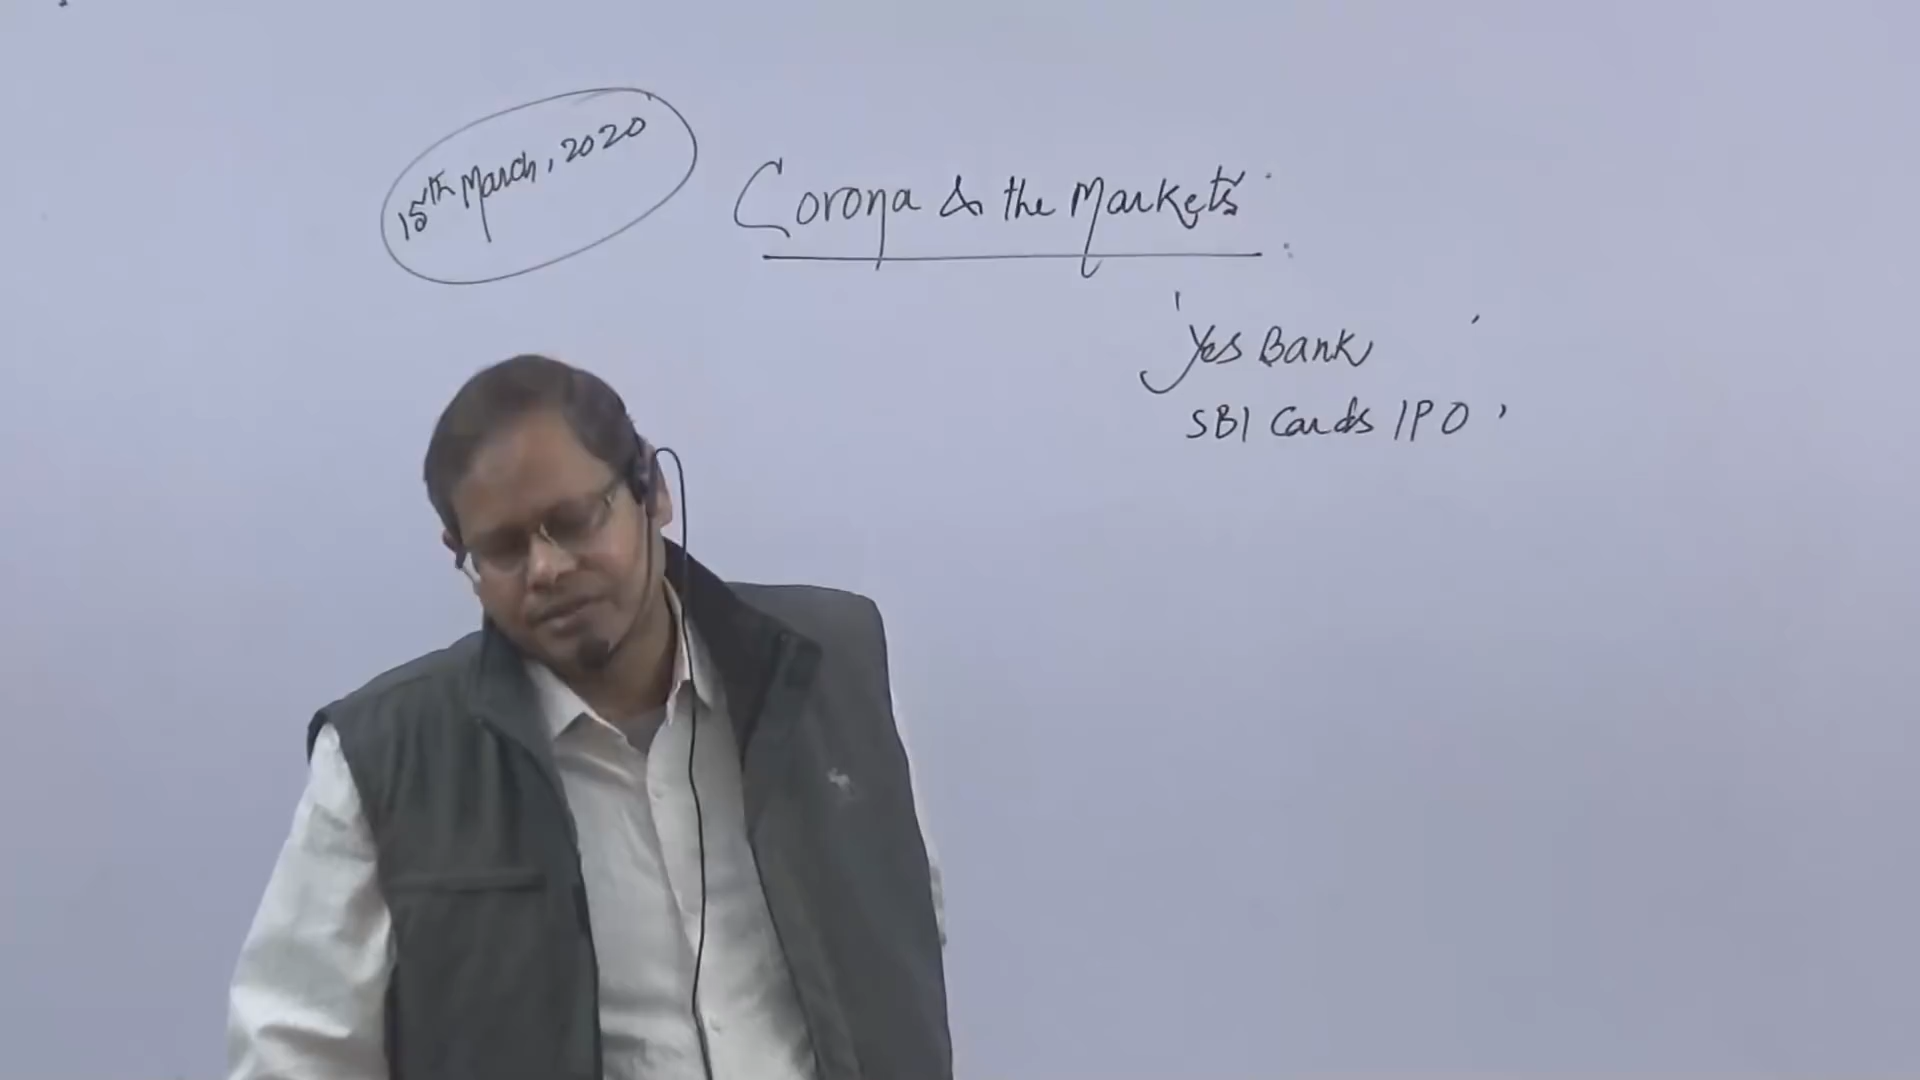 15th March, 2020
Corona & the Markets
Yes Bank
SBI Cards IPO